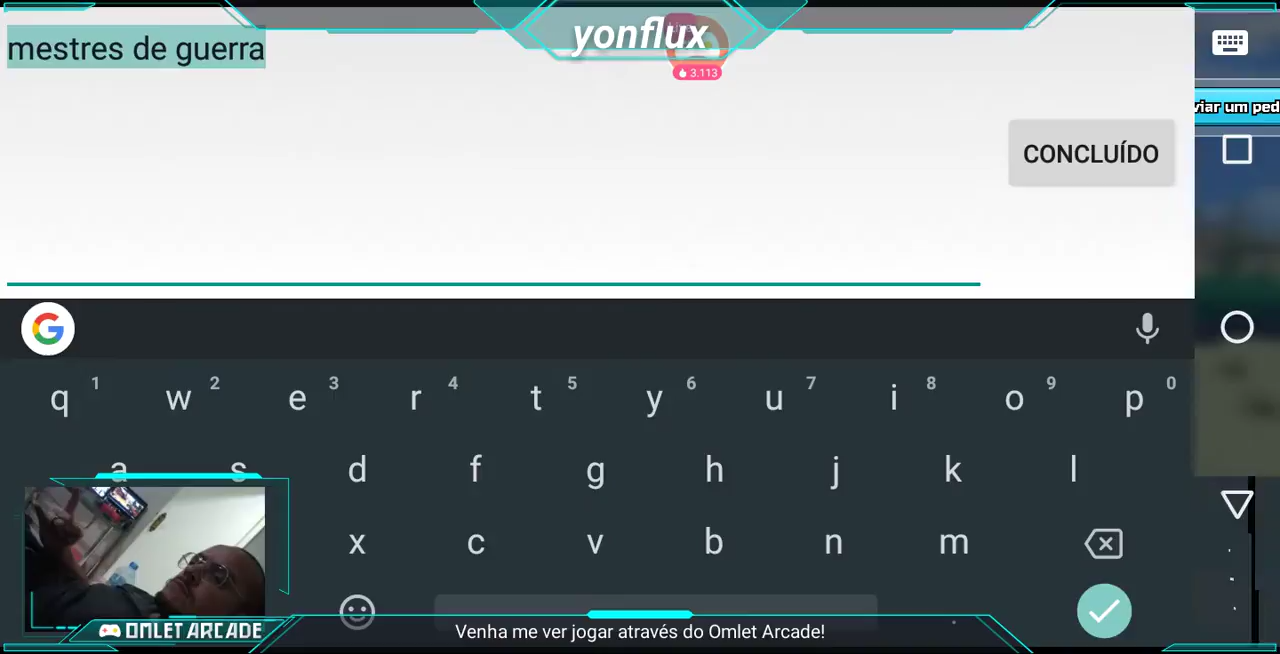 yonflux
mestres de guerra
3.113
viar um ped
CONCLUÍDO
G
q 1 w 2 e 3 r 4 t 5 y 6 u 7 i 8 o 9 p 0
a s d f g h j k l
x c v b n m
OMLET ARCADE
Venha me ver jogar através do Omlet Arcade!